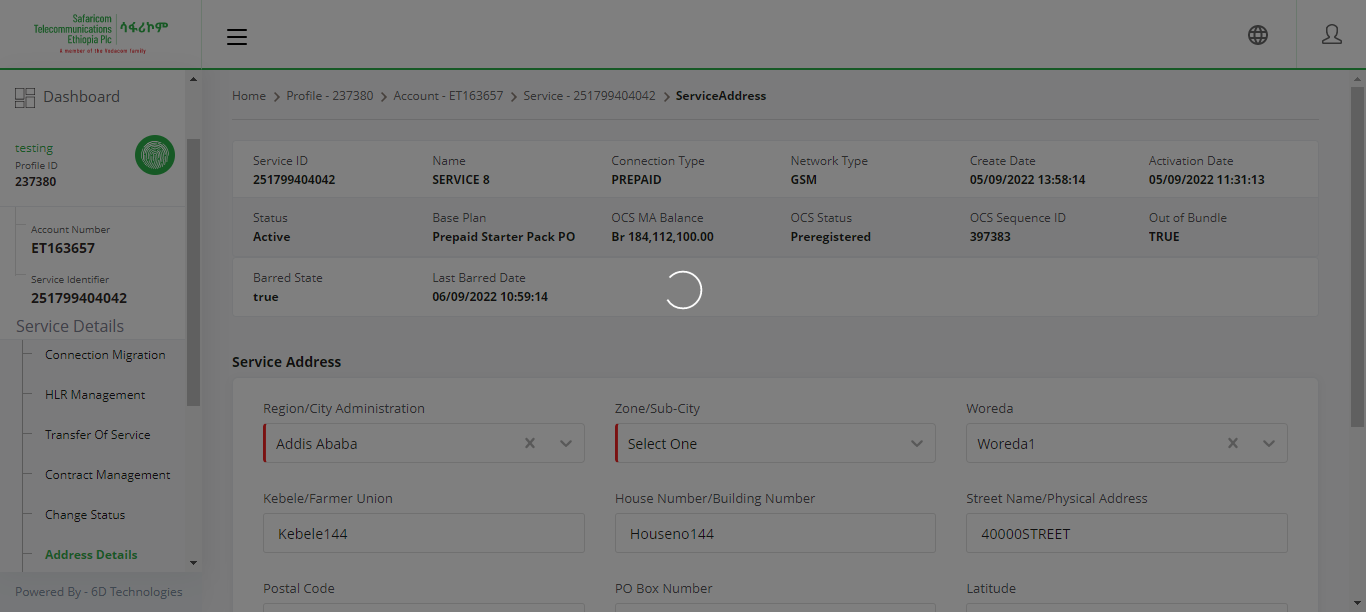 Safaricom
Telecommunications
Ethiopia Plc
ሳፋሪኮም
A member of the Vodacom family
Dashboard
testing
Profile ID
237380
Account Number
ET163657
Service Identifier
251799404042
Service Details
Connection Migration
HLR Management
Transfer Of Service
Contract Management
Change Status
Address Details
Powered By - 6D Technologies
Home > Profile - 237380 > Account - ET163657 > Service - 251799404042 > ServiceAddress
Service ID Name Connection Type Network Type Create Date Activation Date
251799404042 SERVICE 8 PREPAID GSM 05/09/2022 13:58:14 05/09/2022 11:31:13
Status Base Plan OCS MA Balance OCS Status OCS Sequence ID Out of Bundle
Active Prepaid Starter Pack PO Br 184,112,100.00 Preregistered 397383 TRUE
Barred State Last Barred Date
true 06/09/2022 10:59:14
Service Address
Region/City Administration Zone/Sub-City Woreda
Addis Ababa Select One Woreda1
Kebele/Farmer Union House Number/Building Number Street Name/Physical Address
Kebele144 Houseno144 40000STREET
Postal Code PO Box Number Latitude